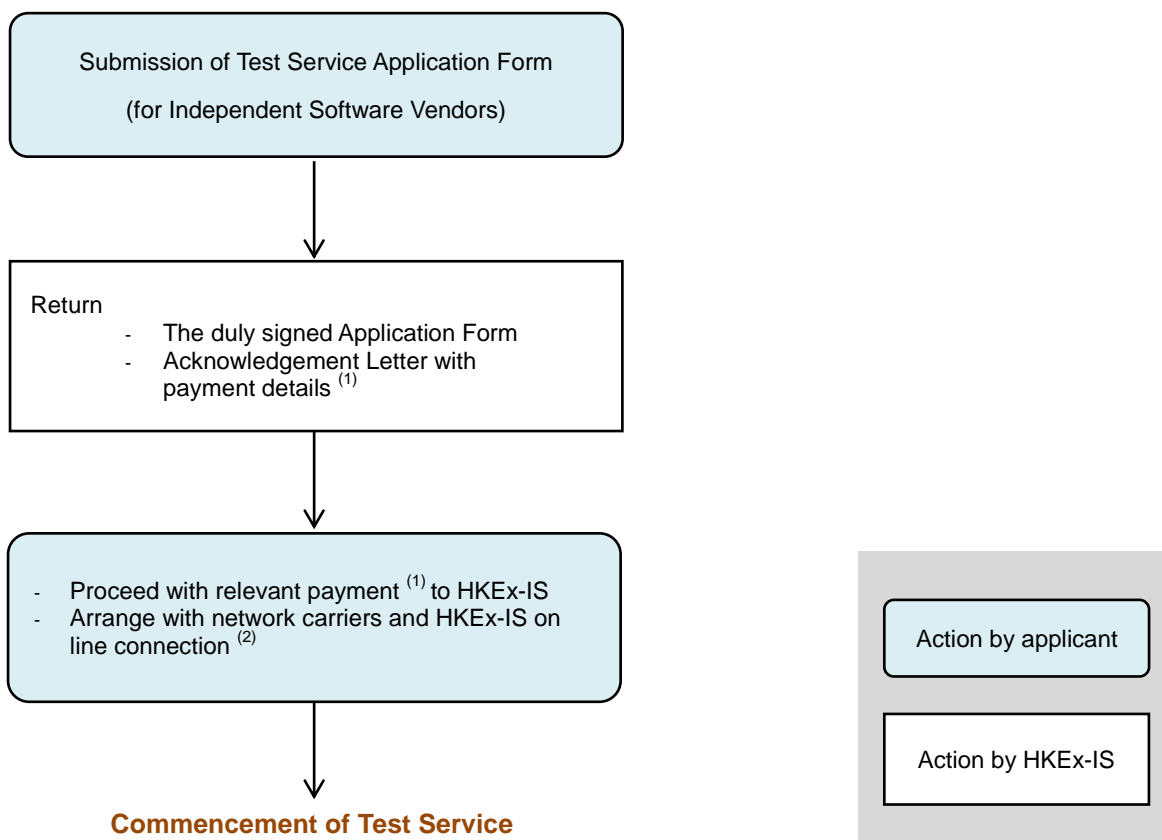 Submission of Test Service Application Form
(for Independent Software Vendors)
Return
- The duly signed Application Form
- Acknowledgement Letter with
payment details (1)
- Proceed with relevant payment (1) to HKEx-IS
- Arrange with network carriers and HKEx-IS on
line connection (2)
Commencement of Test Service
Action by applicant
Action by HKEx-IS